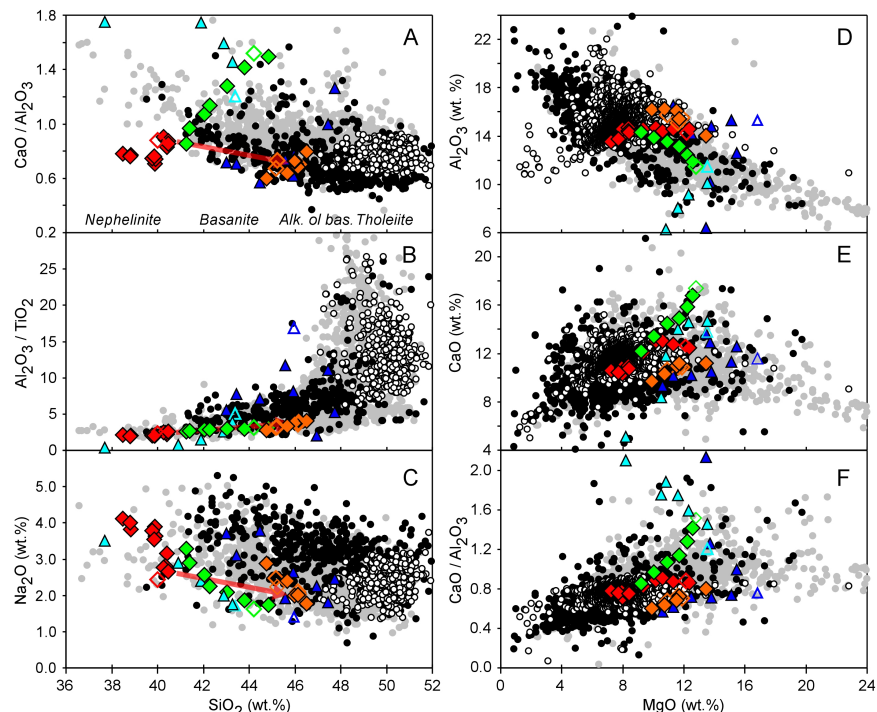 1.8
1.4
1.0
0.6
0.2
CaO / Al2O3
A
Nephelinite Basanite Alk. ol bas. Tholeiite
25
20
15
10
5
0
Al2O3 / TiO2
B
5.0
4.0
3.0
2.0
1.0
0.0
Na2O (wt.%)
C
36 38 40 42 44 46 48 50 52
SiO2 (wt.%)
22
18
14
10
6
Al2O3 (wt. %)
D
20
16
12
8
4
CaO (wt.%)
E
2.0
1.6
1.2
0.8
0.4
0.0
CaO / Al2O3
F
0 4 8 12 16 20 24
MgO (wt.%)